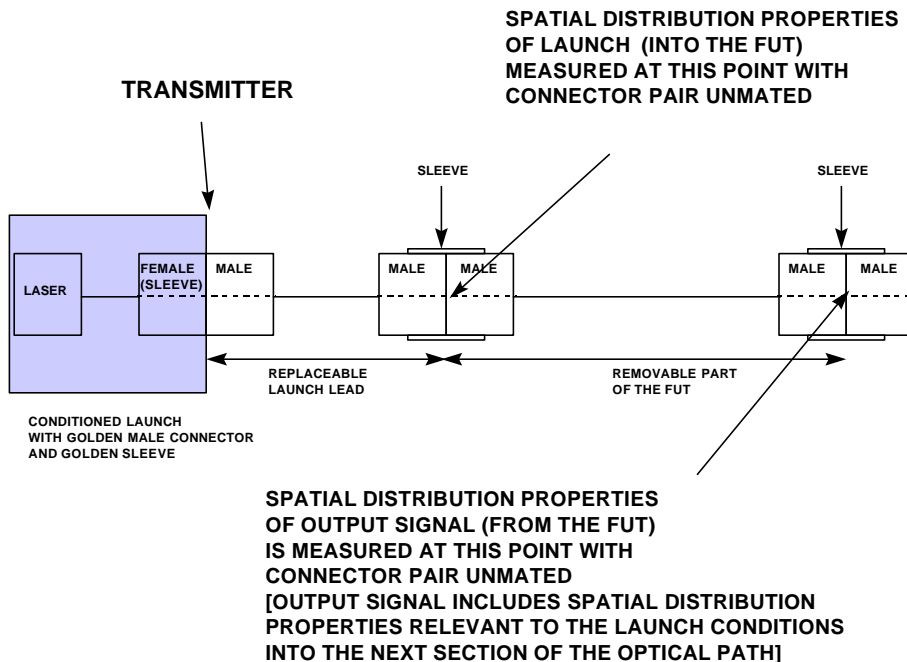 SPATIAL DISTRIBUTION PROPERTIES
OF LAUNCH (INTO THE FUT)
MEASURED AT THIS POINT WITH
CONNECTOR PAIR UNMATED
TRANSMITTER
SLEEVE
SLEEVE
LASER
FEMALE
(SLEEVE)
MALE
MALE
MALE
MALE
MALE
REPLACEABLE
LAUNCH LEAD
REMOVABLE PART
OF THE FUT
CONDITIONED LAUNCH
WITH GOLDEN MALE CONNECTOR
AND GOLDEN SLEEVE
SPATIAL DISTRIBUTION PROPERTIES
OF OUTPUT SIGNAL (FROM THE FUT)
IS MEASURED AT THIS POINT WITH
CONNECTOR PAIR UNMATED
[OUTPUT SIGNAL INCLUDES SPATIAL DISTRIBUTION
PROPERTIES RELEVANT TO THE LAUNCH CONDITIONS
INTO THE NEXT SECTION OF THE OPTICAL PATH]